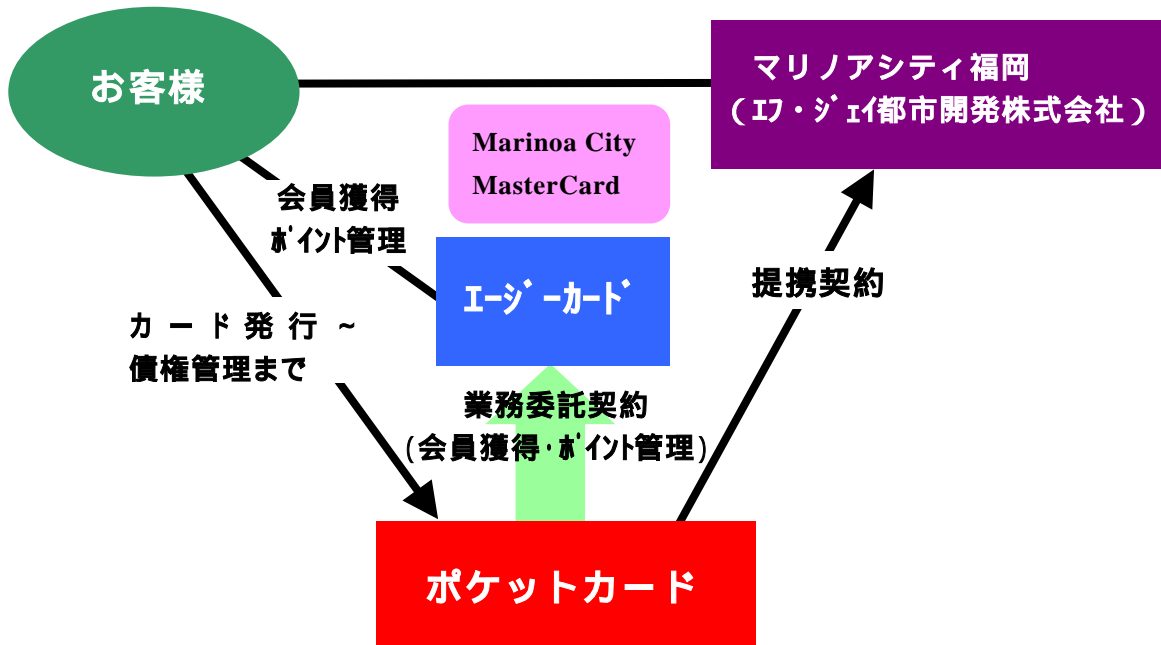 お客様
マリノアシティ福岡
（ｴﾌ・ｼﾞｪｲ都市開発株式会社）
Marinoa City
MasterCard
会員獲得
ﾎﾟｲﾝﾄ管理
ｴｰｼﾞｰｶｰﾄﾞ
提携契約
カード発行～
債権管理まで
業務委託契約
(会員獲得・ﾎﾟｲﾝﾄ管理)
ポケットカード